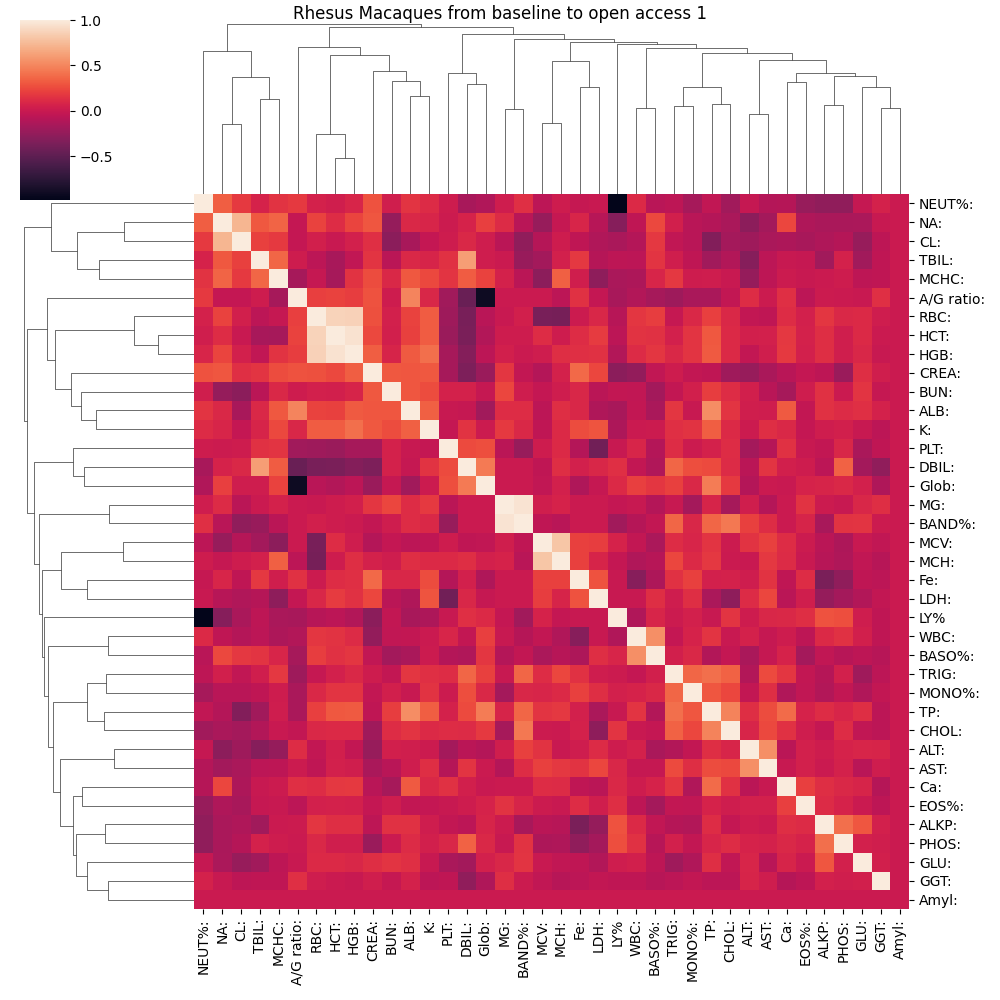 Rhesus Macaques from baseline to open access 1
1.0
0.5
0.0
−0.5
NEUT%:
NA:
CL:
TBIL:
MCHC:
A/G ratio:
RBC:
HCT:
HGB:
CREA:
BUN:
ALB:
K:
PLT:
DBIL:
Glob:
MG:
BAND%:
MCV:
MCH:
Fe:
LDH:
LY%
WBC:
BASO%:
TRIG:
MONO%:
TP:
CHOL:
ALT:
AST:
Ca:
EOS%:
ALKP:
PHOS:
GLU:
GGT:
Amyl:
NEUT%:
NA:
CL:
TBIL:
MCHC:
A/G ratio:
RBC:
HCT:
HGB:
CREA:
BUN:
ALB:
K:
PLT:
DBIL:
Glob:
MG:
BAND%:
MCV:
MCH:
Fe:
LDH:
LY%
WBC:
BASO%:
TRIG:
MONO%:
TP:
CHOL:
ALT:
AST:
Ca:
EOS%:
ALKP:
PHOS:
GLU:
GGT:
Amyl: